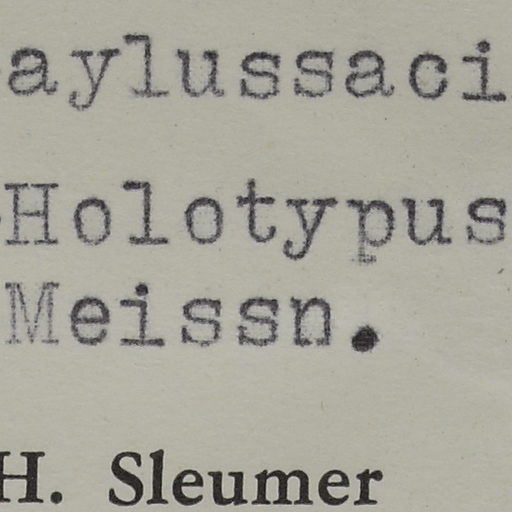 aylussaci
Holotypus
Meissn.
H. Sleumer